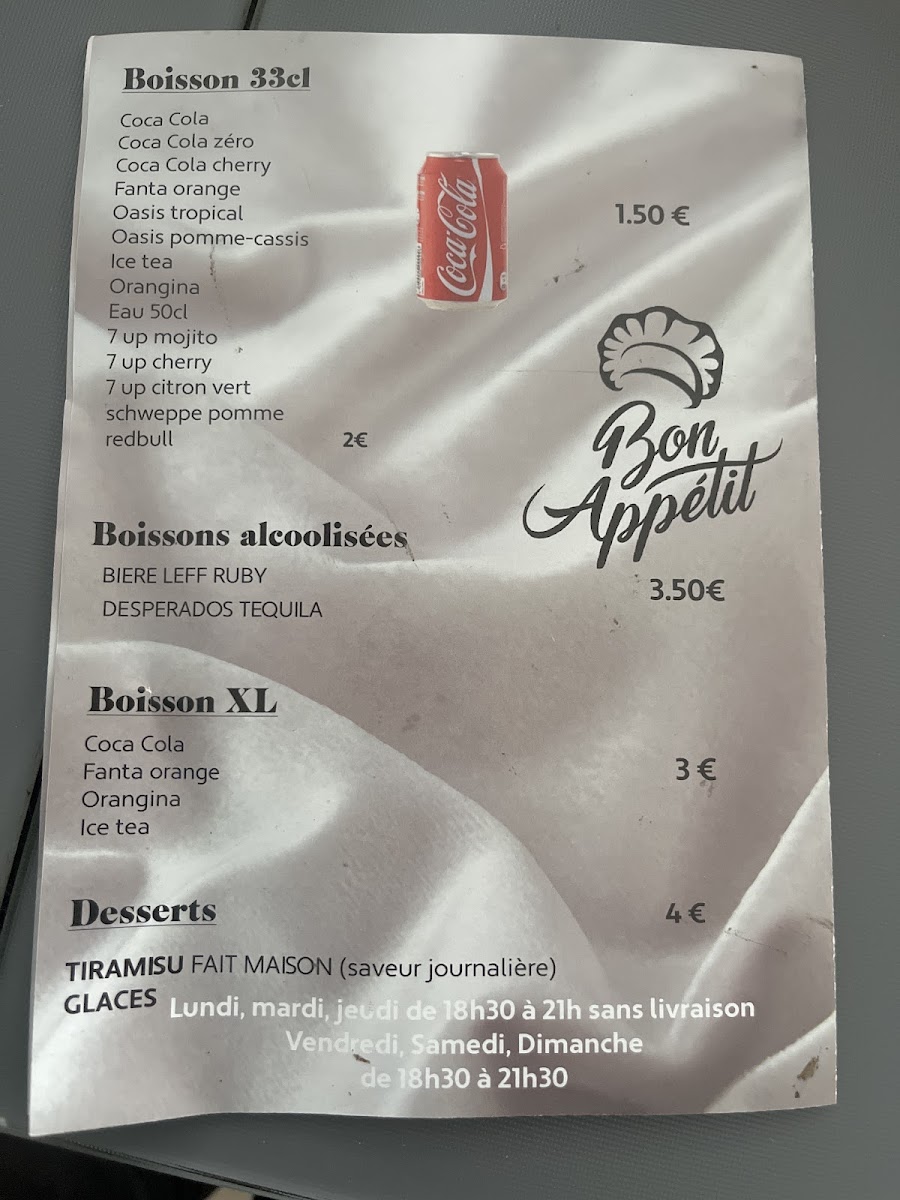 Boisson 33cl
Coca Cola
Coca Cola zéro
Coca Cola cherry
Fanta orange
Oasis tropical
Oasis pomme-cassis
Ice tea
Orangina
Eau 50cl
7 up mojito
7 up cherry
7 up citron vert
schweppe pomme
redbull 2€
Coca-Cola
1.50 €
Bon
Appétit
Boissons alcoolisées
BIERE LEFF RUBY
DESPERADOS TEQUILA
3.50€
Boisson XL
Coca Cola
Fanta orange
Orangina
Ice tea
3 €
Desserts 4 €
TIRAMISU FAIT MAISON (saveur journalière)
GLACES
Lundi, mardi, jeudi de 18h30 à 21h sans livraison
Vendredi, Samedi, Dimanche
de 18h30 à 21h30